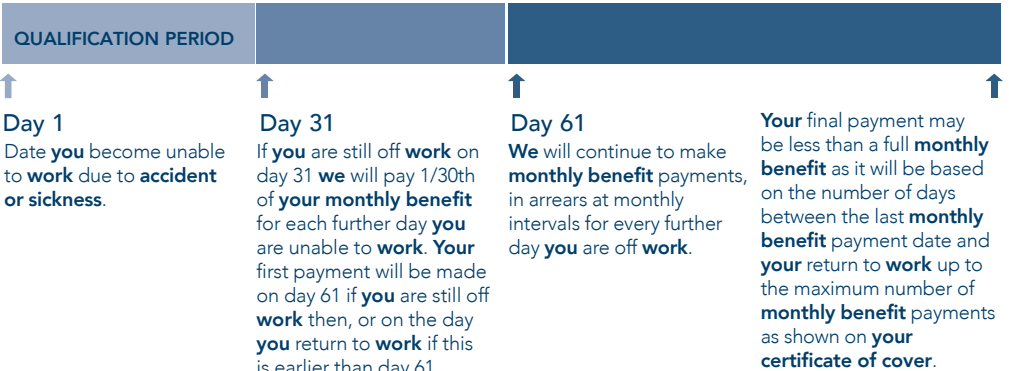 QUALIFICATION PERIOD
Day 1
Date you become unable
to work due to accident
or sickness.
Day 31
If you are still off work on
day 31 we will pay 1/30th
of your monthly benefit
for each further day you
are unable to work. Your
first payment will be made
on day 61 if you are still off
work then, or on the day
you return to work if this
is earlier than day 61
Day 61
We will continue to make
monthly benefit payments,
in arrears at monthly
intervals for every further
day you are off work.
Your final payment may
be less than a full monthly
benefit as it will be based
on the number of days
between the last monthly
benefit payment date and
your return to work up to
the maximum number of
monthly benefit payments
as shown on your
certificate of cover.